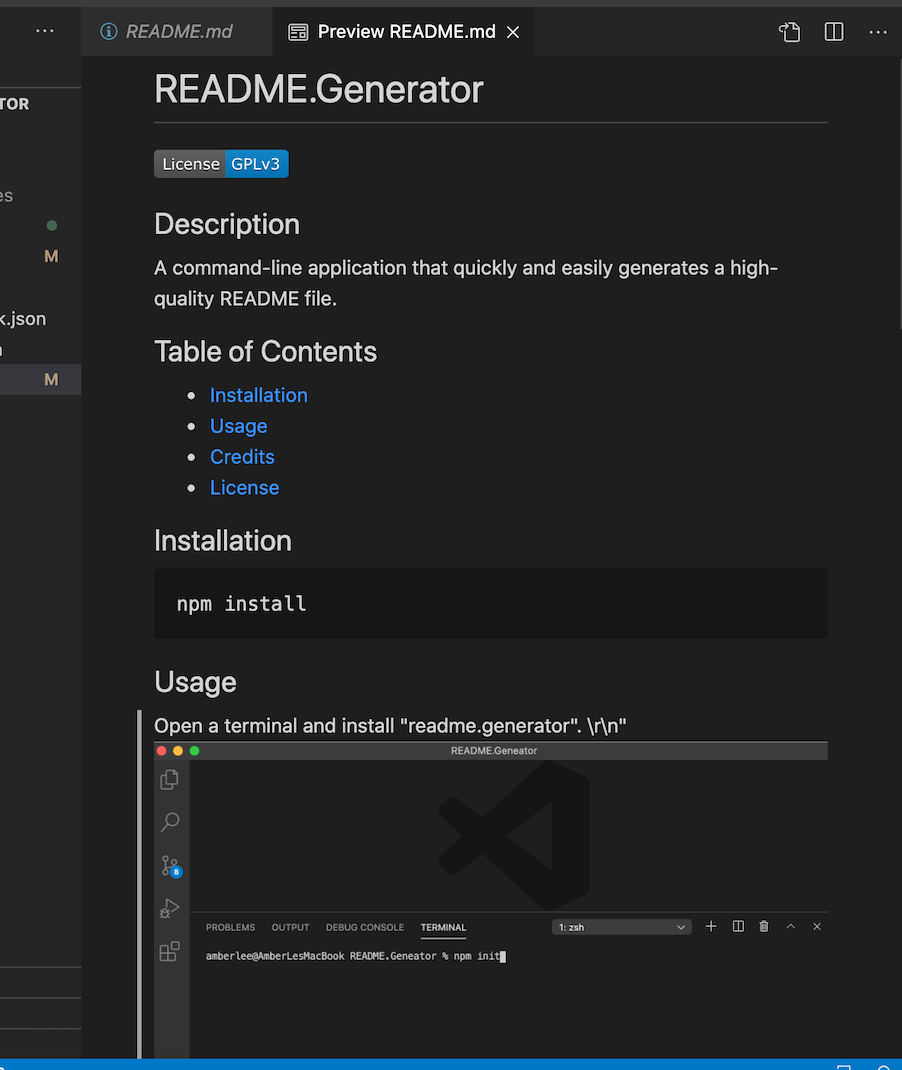 README.md
Preview README.md
TOR
README.Generator
License GPLv3
es
Description
M
A command-line application that quickly and easily generates a high-
quality README file.
k.json
Table of Contents
M
Installation
Usage
Credits
License
Installation
npm install
Usage
Open a terminal and install "readme.generator". \r\n"
README.Geneator
8
PROBLEMS OUTPUT DEBUG CONSOLE TERMINAL 1: zsh
amberlee@AmberLesMacBook README.Geneator % npm init